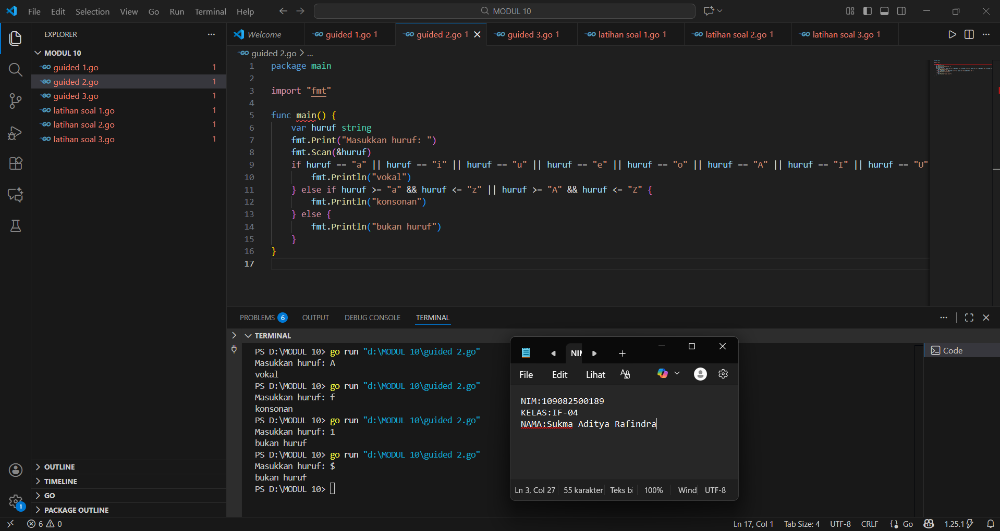 File Edit Selection View Go Run Terminal Help
MODUL 10
EXPLORER
MODUL 10
guided 1.go 1
guided 2.go 1
guided 3.go 1
latihan soal 1.go 1
latihan soal 2.go 1
latihan soal 3.go 1
OUTLINE
TIMELINE
GO
PACKAGE OUTLINE
Welcome
guided 1.go 1
guided 2.go 1
guided 3.go 1
latihan soal 1.go 1
latihan soal 2.go 1
latihan soal 3.go 1
guided 2.go > ...
1 package main
2
3 import "fmt"
4
5 func main() {
6 var huruf string
7 fmt.Print("Masukkan huruf: ")
8 fmt.Scan(&huruf)
9 if huruf == "a" || huruf == "i" || huruf == "u" || huruf == "e" || huruf == "o" || huruf == "A" || huruf == "I" || huruf == "U"
10 fmt.Println("vokal")
11 } else if huruf >= "a" && huruf <= "z" || huruf >= "A" && huruf <= "Z" {
12 fmt.Println("konsonan")
13 } else {
14 fmt.Println("bukan huruf")
15 }
16 }
17
PROBLEMS 6 OUTPUT DEBUG CONSOLE TERMINAL
TERMINAL
PS D:\MODUL 10> go run "d:\MODUL 10\guided 2.go"
Masukkan huruf: A
vokal
PS D:\MODUL 10> go run "d:\MODUL 10\guided 2.go"
Masukkan huruf: f
konsonan
PS D:\MODUL 10> go run "d:\MODUL 10\guided 2.go"
Masukkan huruf: 1
bukan huruf
PS D:\MODUL 10> go run "d:\MODUL 10\guided 2.go"
Masukkan huruf: $
bukan huruf
PS D:\MODUL 10>
Code
NIM
File Edit Lihat
NIM:109082500189
KELAS:IF-04
NAMA:Sukma Aditya Rafindra
Ln 3, Col 27 55 karakter Teks bi 100% Wind UTF-8
1
6 0
Ln 17, Col 1 Tab Size: 4 UTF-8 CRLF Go 1.25.1